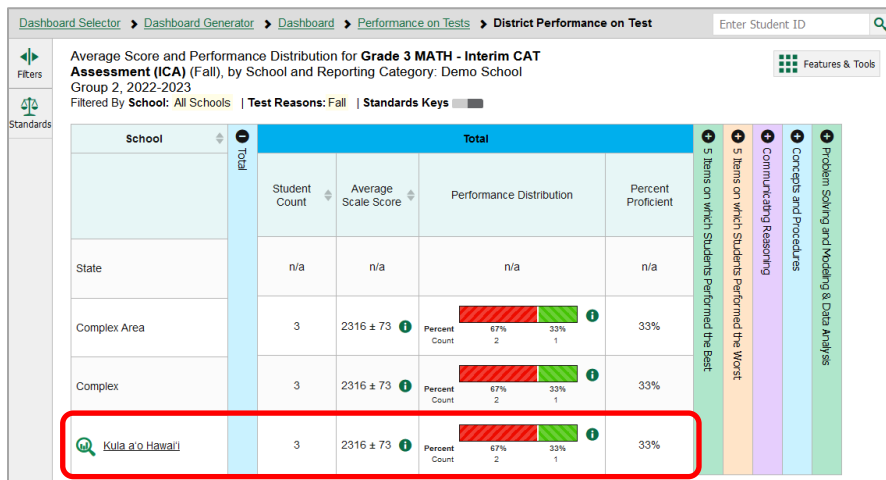 Dashboard Selector > Dashboard Generator > Dashboard > Performance on Tests > District Performance on Test
Enter Student ID
Filters
Standards
Average Score and Performance Distribution for Grade 3 MATH - Interim CAT
Assessment (ICA) (Fall), by School and Reporting Category: Demo School
Group 2, 2022-2023
Filtered By School: All Schools | Test Reasons: Fall | Standards Keys
Features & Tools
School
Total
Total
5 Items on which Students Performed the Best
5 Items on which Students Performed the Worst
Communicating Reasoning
Concepts and Procedures
Problem Solving and Modeling & Data Analysis
Student
Count
Average
Scale Score
Performance Distribution
Percent
Proficient
State n/a n/a n/a n/a
Complex Area 3 2316 ± 73 Percent 67% 33% 33%
Count 2 1
Complex 3 2316 ± 73 Percent 67% 33% 33%
Count 2 1
Kula a'o Hawai'i 3 2316 ± 73 Percent 67% 33% 33%
Count 2 1